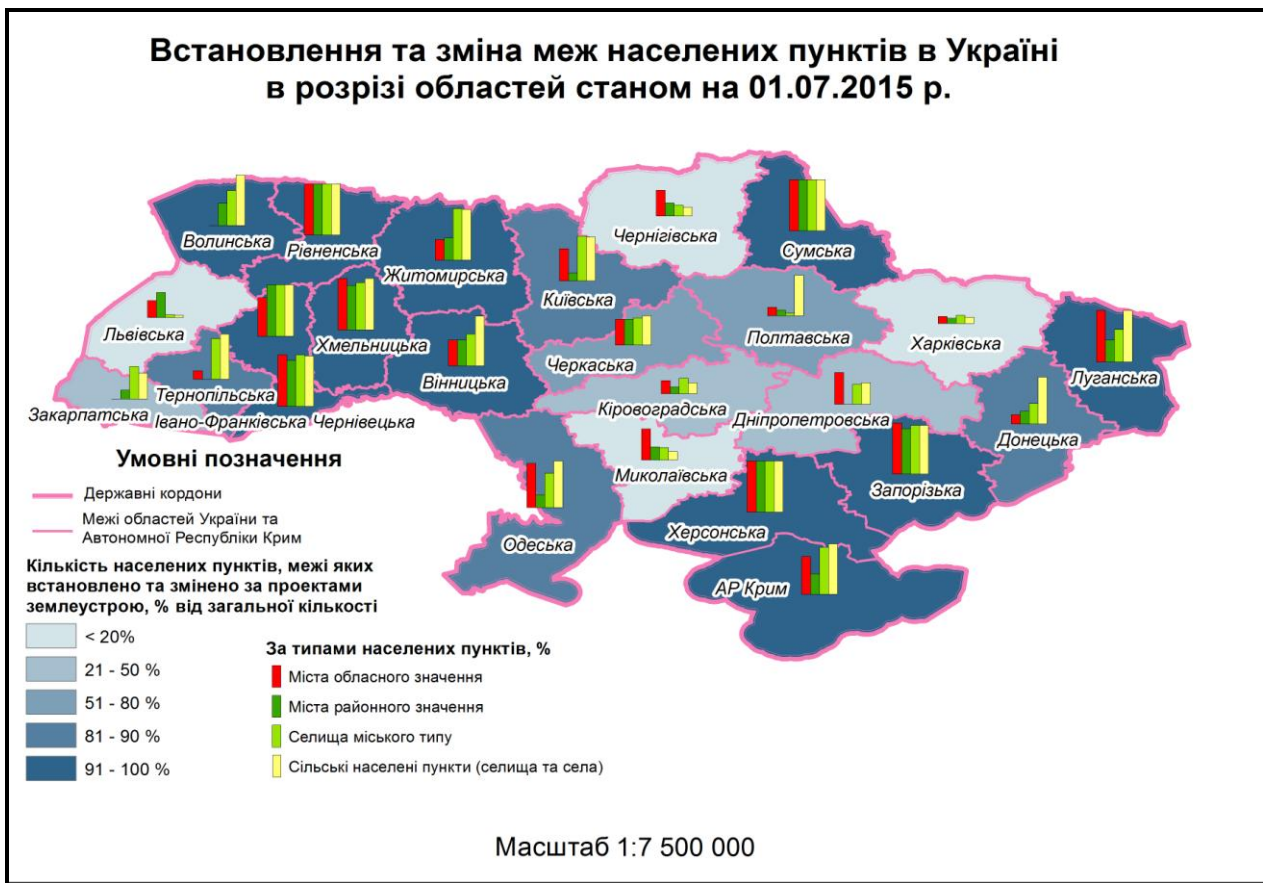 Встановлення та зміна меж населених пунктів в Україні
в розрізі областей станом на 01.07.2015 р.
Волинська
Рівненська
Житомирська
Київська
Чернігівська
Сумська
Львівська
Хмельницька
Вінницька
Черкаська
Полтавська
Харківська
Луганська
Закарпатська
Тернопільська
Івано-Франківська
Чернівецька
Кіровоградська
Дніпропетровська
Донецька
Миколаївська
Запорізька
Одеська
Херсонська
АР Крим
Умовні позначення
Державні кордони
Межі областей України та
Автономної Республіки Крим
Кількість населених пунктів, межі яких
встановлено та змінено за проектами
землеустрою, % від загальної кількості
< 20%
21 - 50 %
51 - 80 %
81 - 90 %
91 - 100 %
За типами населених пунктів, %
Міста обласного значення
Міста районного значення
Селища міського типу
Сільські населені пункти (селища та села)
Масштаб 1:7 500 000